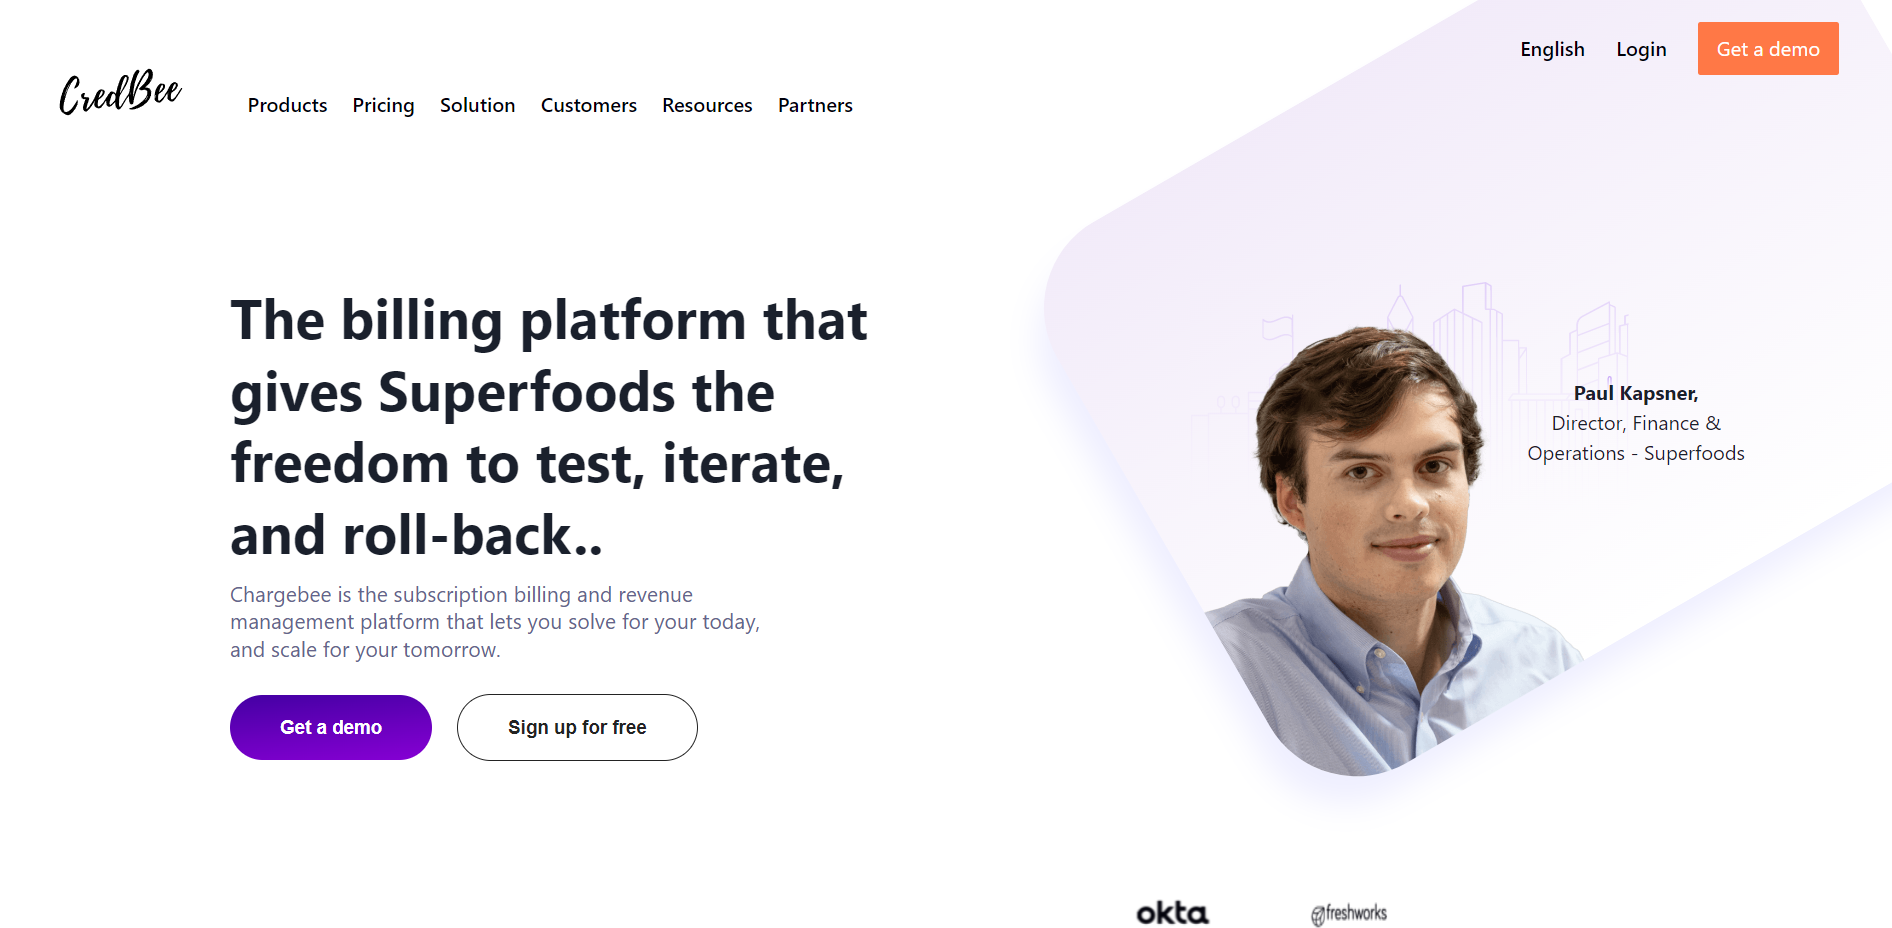 English Login Get a demo
CredBee
Products Pricing Solution Customers Resources Partners
The billing platform that
gives Superfoods the
freedom to test, iterate,
and roll-back..
Chargebee is the subscription billing and revenue
management platform that lets you solve for your today,
and scale for your tomorrow.
Get a demo Sign up for free
Paul Kapsner,
Director, Finance &
Operations - Superfoods
okta freshworks